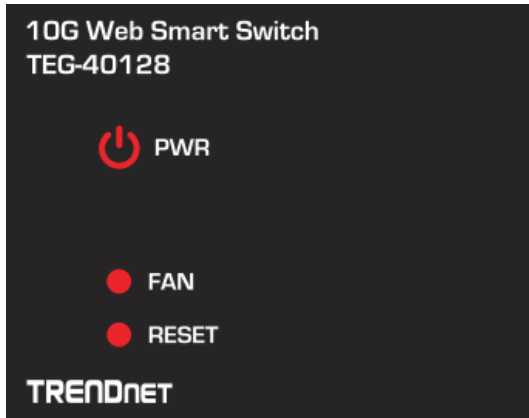 10G Web Smart Switch
TEG-40128
PWR
FAN
RESET
TRENDnet